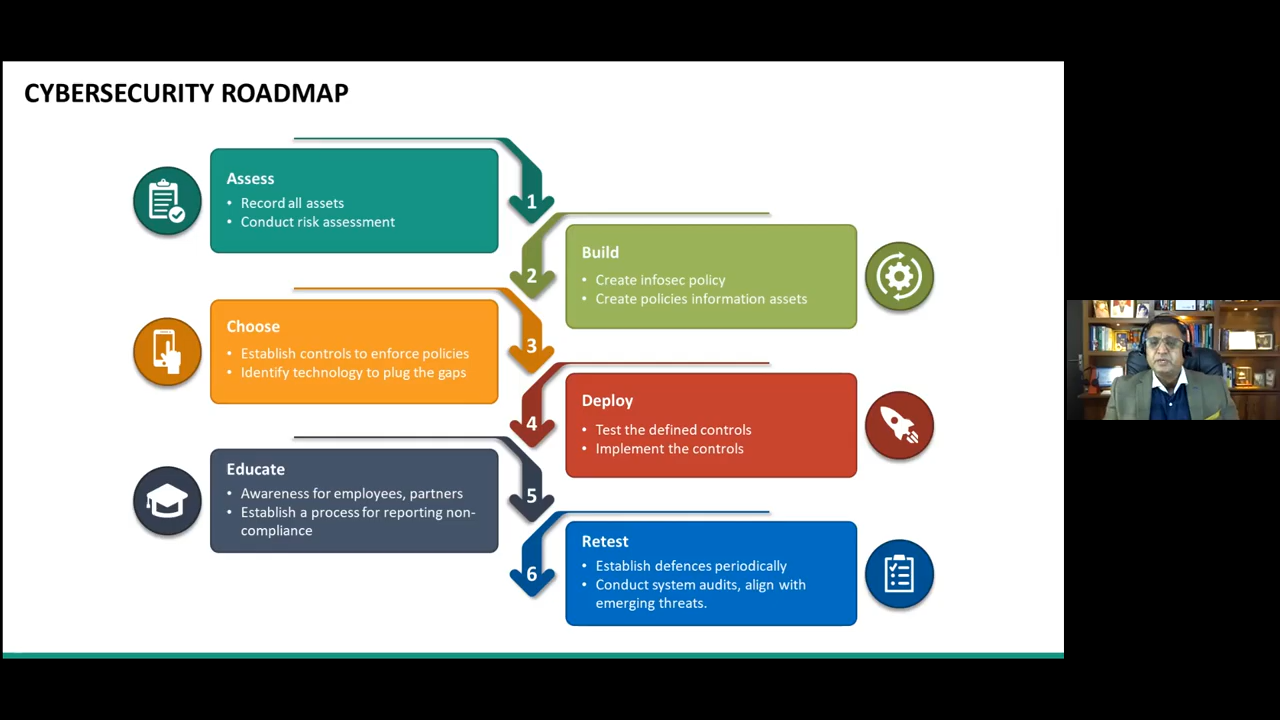 CYBERSECURITY ROADMAP
Assess
• Record all assets
• Conduct risk assessment
1
Build
• Create infosec policy
• Create policies information assets
2
Choose
• Establish controls to enforce policies
• Identify technology to plug the gaps
3
Deploy
• Test the defined controls
• Implement the controls
4
Educate
• Awareness for employees, partners
• Establish a process for reporting non-
compliance
5
Retest
• Establish defences periodically
• Conduct system audits, align with
emerging threats.
6